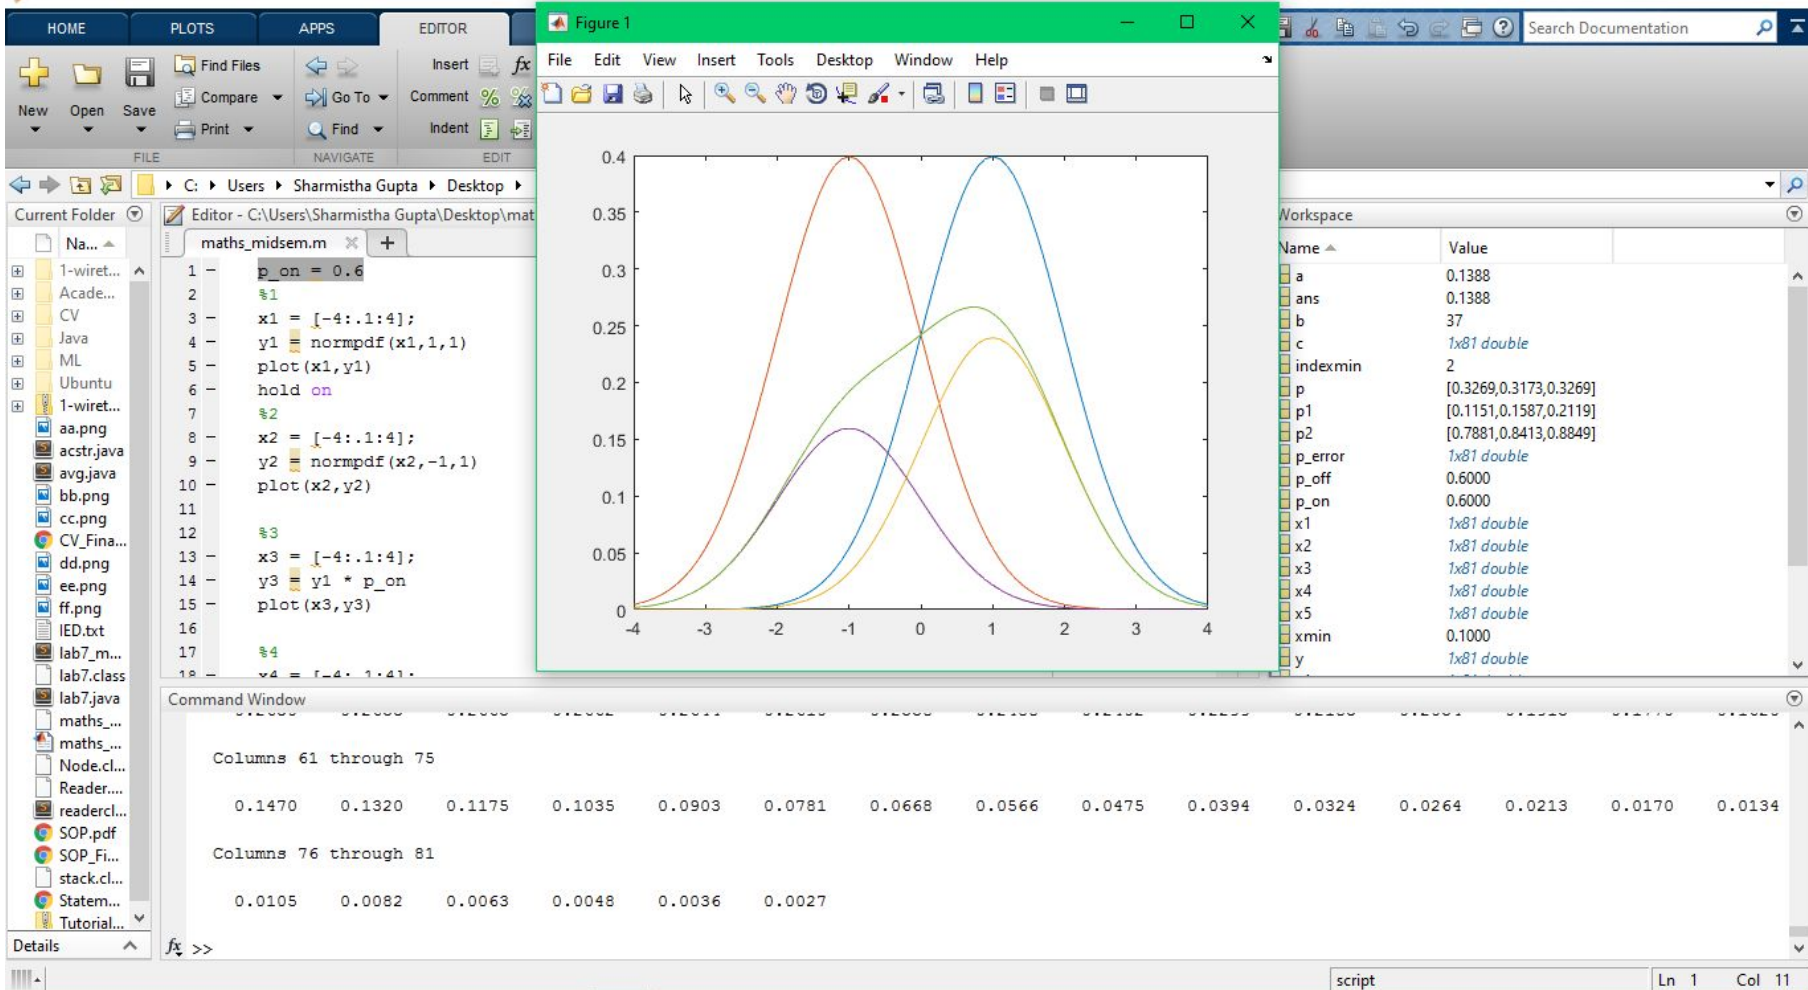 HOME PLOTS APPS EDITOR
Figure 1
Search Documentation
File Edit View Insert Tools Desktop Window Help
New Open Save
Find Files
Compare
Print
Go To
Find
Insert fx
Comment
Indent
FILE NAVIGATE EDIT
C: Users Sharmistha Gupta Desktop
Current Folder
Na...
1-wiret...
Acade...
CV
Java
ML
Ubuntu
1-wiret...
aa.png
acstr.java
avg.java
bb.png
cc.png
CV_Fina...
dd.png
ee.png
ff.png
IED.txt
lab7_m...
lab7.class
lab7.java
maths_...
maths_...
Node.cl...
Reader....
readercl...
SOP.pdf
SOP_Fi...
stack.cl...
Statem...
Tutorial...
Details
Editor - C:\Users\Sharmistha Gupta\Desktop\mat
maths_midsem.m
1 - p_on = 0.6
2 %1
3 - x1 = [-4:.1:4];
4 - y1 = normpdf(x1,1,1)
5 - plot(x1,y1)
6 - hold on
7 %2
8 - x2 = [-4:.1:4];
9 - y2 = normpdf(x2,-1,1)
10 - plot(x2,y2)
11
12 %3
13 - x3 = [-4:.1:4];
14 - y3 = y1 * p_on
15 - plot(x3,y3)
16
17 %4
18 - x4 = [-4:.1:4];
0.4
0.35
0.3
0.25
0.2
0.15
0.1
0.05
0
-4 -3 -2 -1 0 1 2 3 4
Workspace
Name Value
a 0.1388
ans 0.1388
b 37
c 1x81 double
indexmin 2
p [0.3269,0.3173,0.3269]
p1 [0.1151,0.1587,0.2119]
p2 [0.7881,0.8413,0.8849]
p_error 1x81 double
p_off 0.6000
p_on 0.6000
x1 1x81 double
x2 1x81 double
x3 1x81 double
x4 1x81 double
x5 1x81 double
xmin 0.1000
y 1x81 double
Command Window
Columns 61 through 75
0.1470 0.1320 0.1175 0.1035 0.0903 0.0781 0.0668 0.0566 0.0475 0.0394 0.0324 0.0264 0.0213 0.0170 0.0134
Columns 76 through 81
0.0105 0.0082 0.0063 0.0048 0.0036 0.0027
fx >>
script Ln 1 Col 11